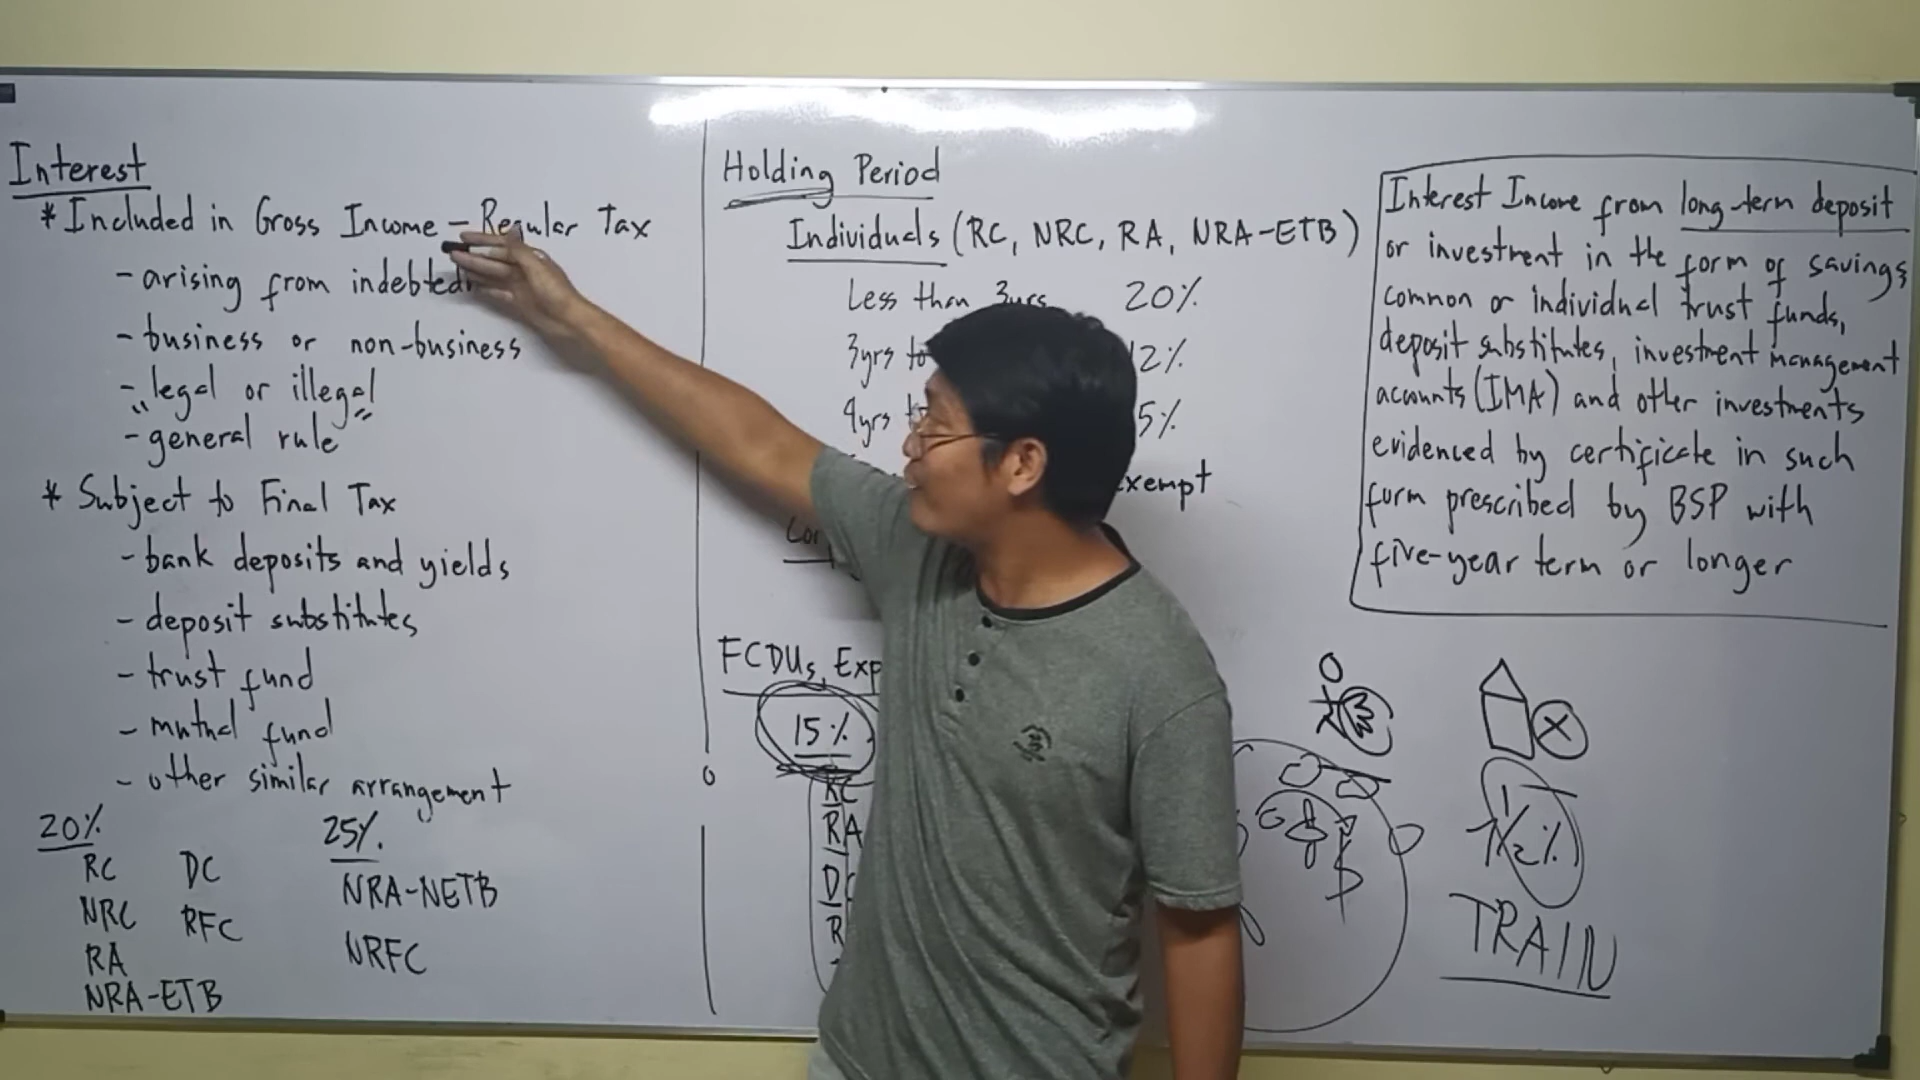 Interest
* Included in Gross Income - Regular Tax
- arising from
- business or non-business
- "legal or illegal"
- general rule
* Subject to Final Tax
- bank deposits and yields
- deposit substitutes
- trust fund
- mutual fund
- other similar arrangement
20%
RC
NRC
RA
NRA-ETB
DC
RFC
25%
NRA-NETB
NRFC
Holding Period
Individuals (RC, NRC, RA, NRA-ETB)
Less than 3yrs 20%
3yrs to 12%
4yrs 5%
FCDUs,
15%
RC
RA
Interest Income from long-term deposit
or investment in the form of savings
common or individual trust funds,
deposit substitutes, investment management
accounts (IMA) and other investments
evidenced by certificate in such
form prescribed by BSP with
five-year term or longer
TRAIN